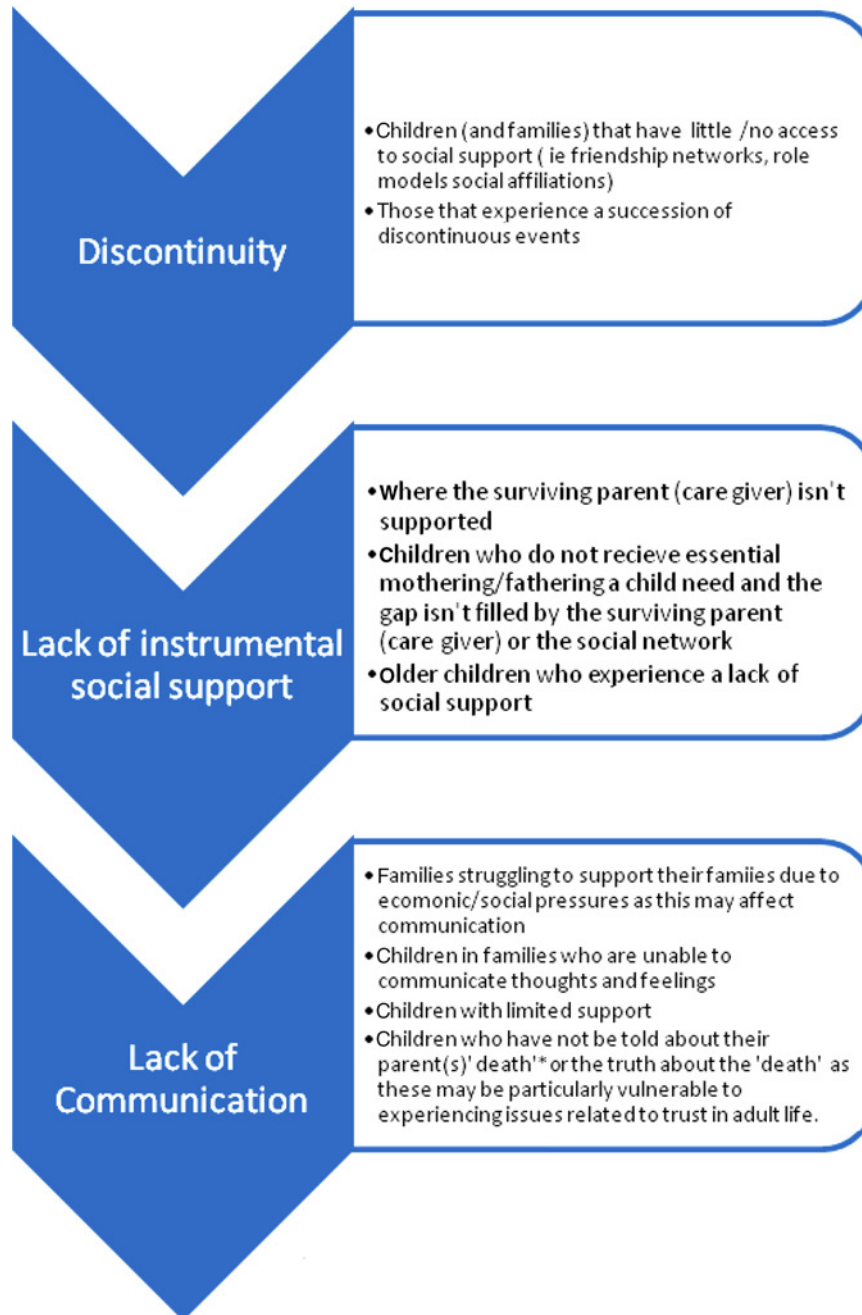 Discontinuity
•Children (and families) that have little /no access
to social support ( ie friendship networks, role
models social affiliations)
•Those that experience a succession of
discontinuous events
Lack of instrumental
social support
•Where the surviving parent (care giver) isn't
supported
•Children who do not recieve essential
mothering/fathering a child need and the
gap isn't filled by the surviving parent
(care giver) or the social network
•Older children who experience a lack of
social support
Lack of
Communication
•Families struggling to support their famiies due to
ecomonic/social pressures as this may affect
communication
•Children in families who are unable to
communicate thoughts and feelings
•Children with limited support
•Children who have not be told about their
parent(s)' death'* or the truth about the 'death' as
these may be particularly vulnerable to
experiencing issues related to trust in adult life.